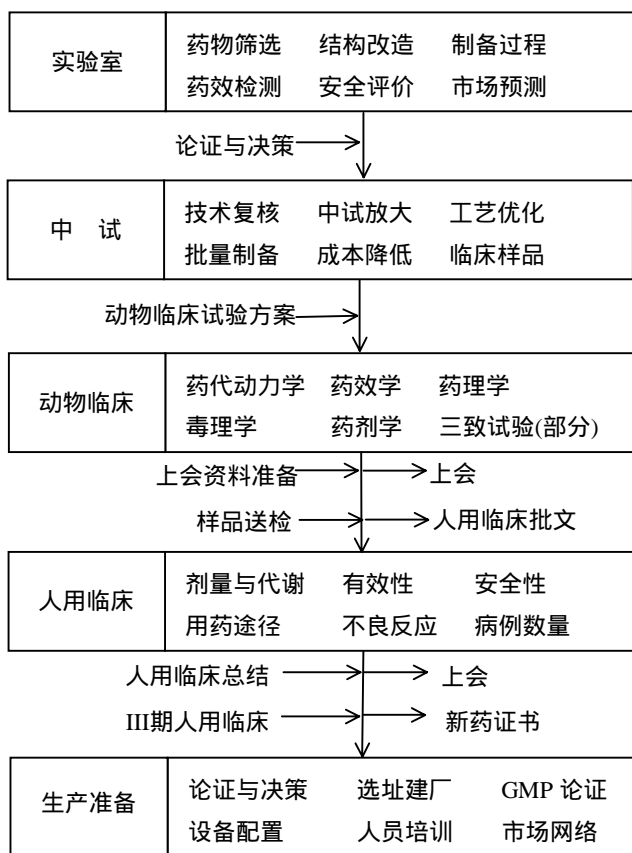 实验室
药物筛选 结构改造 制备过程
药效检测 安全评价 市场预测
论证与决策
中 试
技术复核 中试放大 工艺优化
批量制备 成本降低 临床样品
动物临床试验方案
动物临床
药代动力学 药效学 药理学
毒理学 药剂学 三致试验(部分)
上会资料准备 上会
样品送检 人用临床批文
人用临床
剂量与代谢 有效性 安全性
用药途径 不良反应 病例数量
人用临床总结 上会
III期人用临床 新药证书
生产准备
论证与决策 选址建厂 GMP 论证
设备配置 人员培训 市场网络